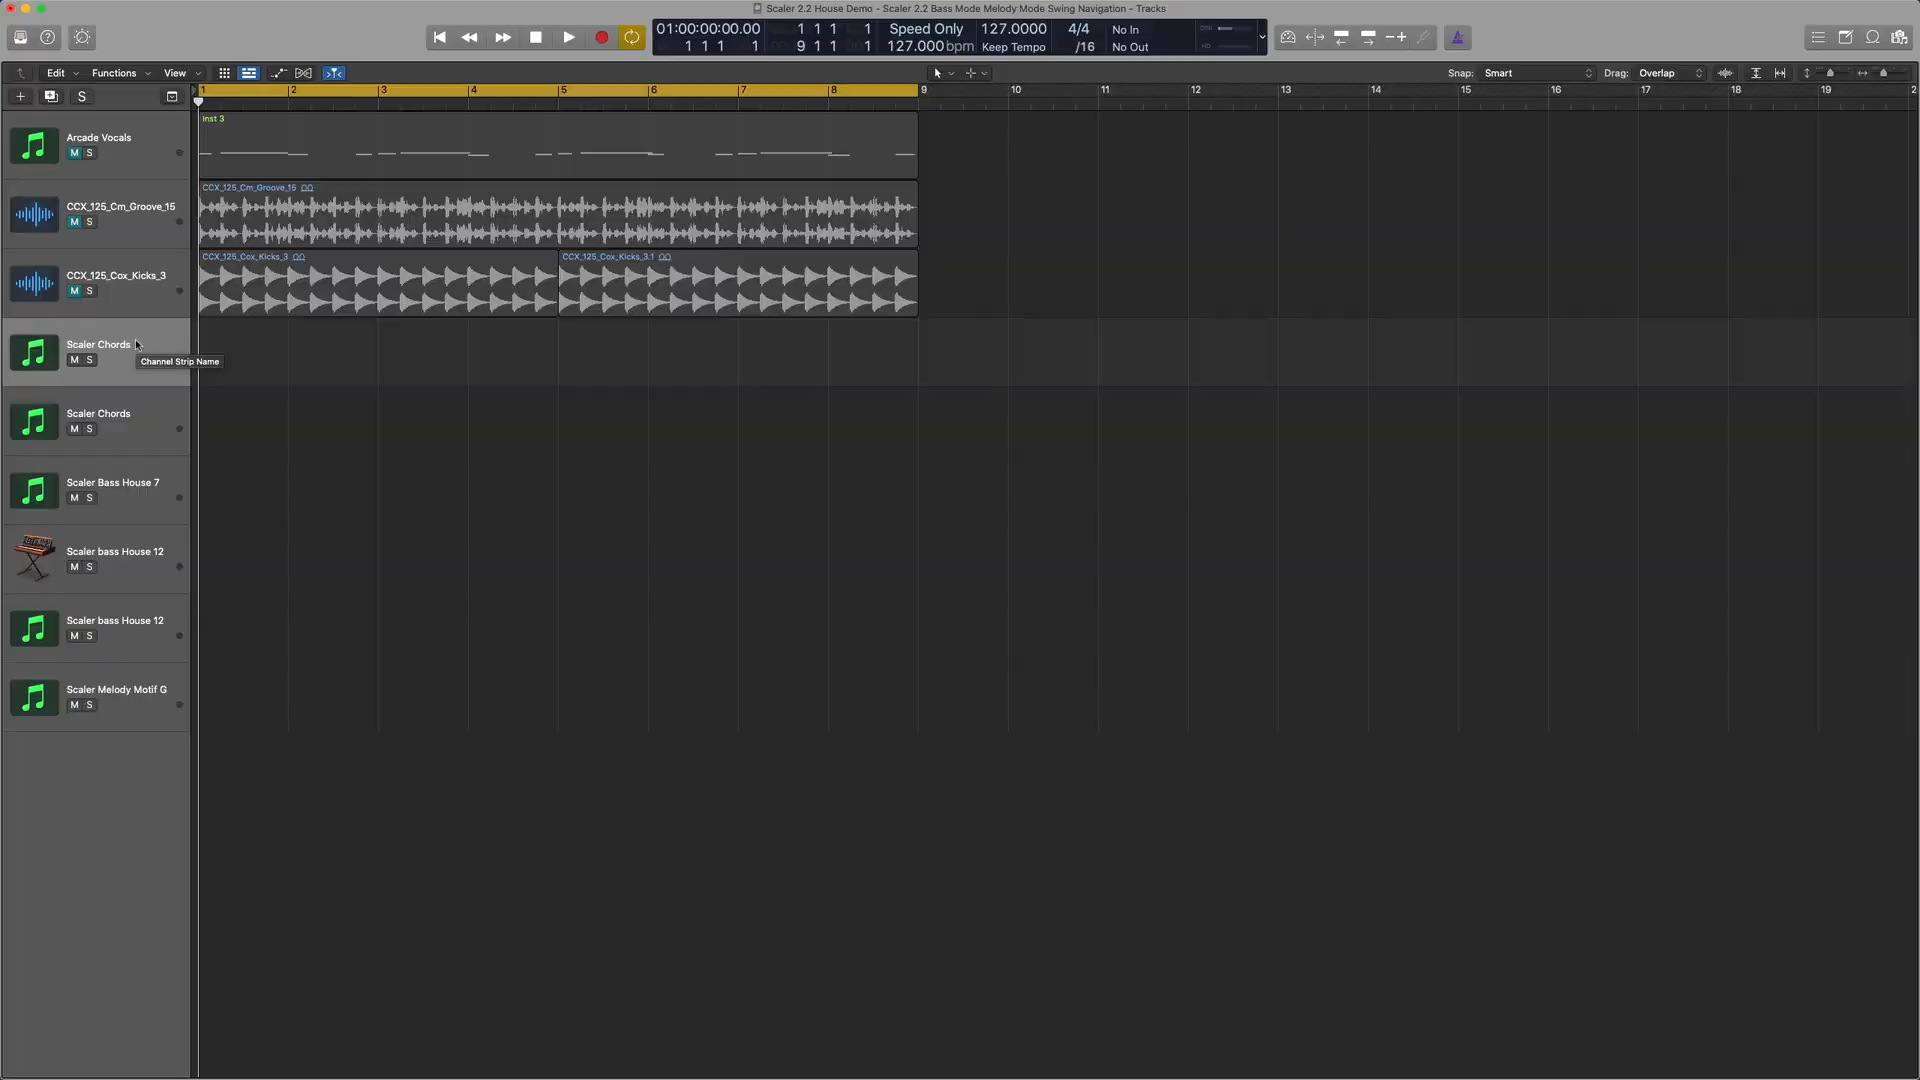 Scaler 2.2 House Demo - Scaler 2.2 Bass Mode Melody Mode Swing Navigation - Tracks
01:00:00:00.00 1 1 1 1 Speed Only 127.0000 4/4 No In
1 1 1 1 9 1 1 1 127.000 bpm Keep Tempo /16 No Out
Edit Functions View Snap: Smart Drag: Overlap
S 1 2 3 4 5 6 7 8 9 10 11 12 13 14 15 16 17 18 19 2
Inst 3
Arcade Vocals
M S
CCX_125_Cm_Groove_15
CCX_125_Cm_Groove_15
M S
CCX_125_Cox_Kicks_3 CCX_125_Cox_Kicks_3.1
CCX_125_Cox_Kicks_3
M S
Scaler Chords
M S
Channel Strip Name
Scaler Chords
M S
Scaler Bass House 7
M S
Scaler bass House 12
M S
Scaler bass House 12
M S
Scaler Melody Motif G
M S